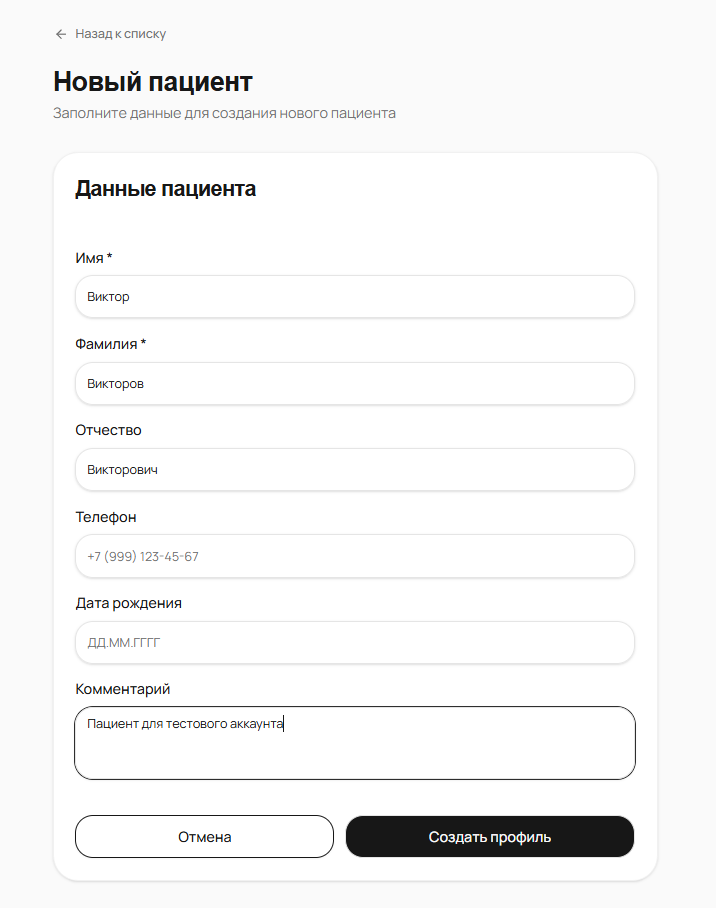 Назад к списку
Новый пациент
Заполните данные для создания нового пациента
Данные пациента
Имя *
Виктор
Фамилия *
Викторов
Отчество
Викторович
Телефон
+7 (999) 123-45-67
Дата рождения
ДД.ММ.ГГГГ
Комментарий
Пациент для тестового аккаунта
Отмена
Создать профиль